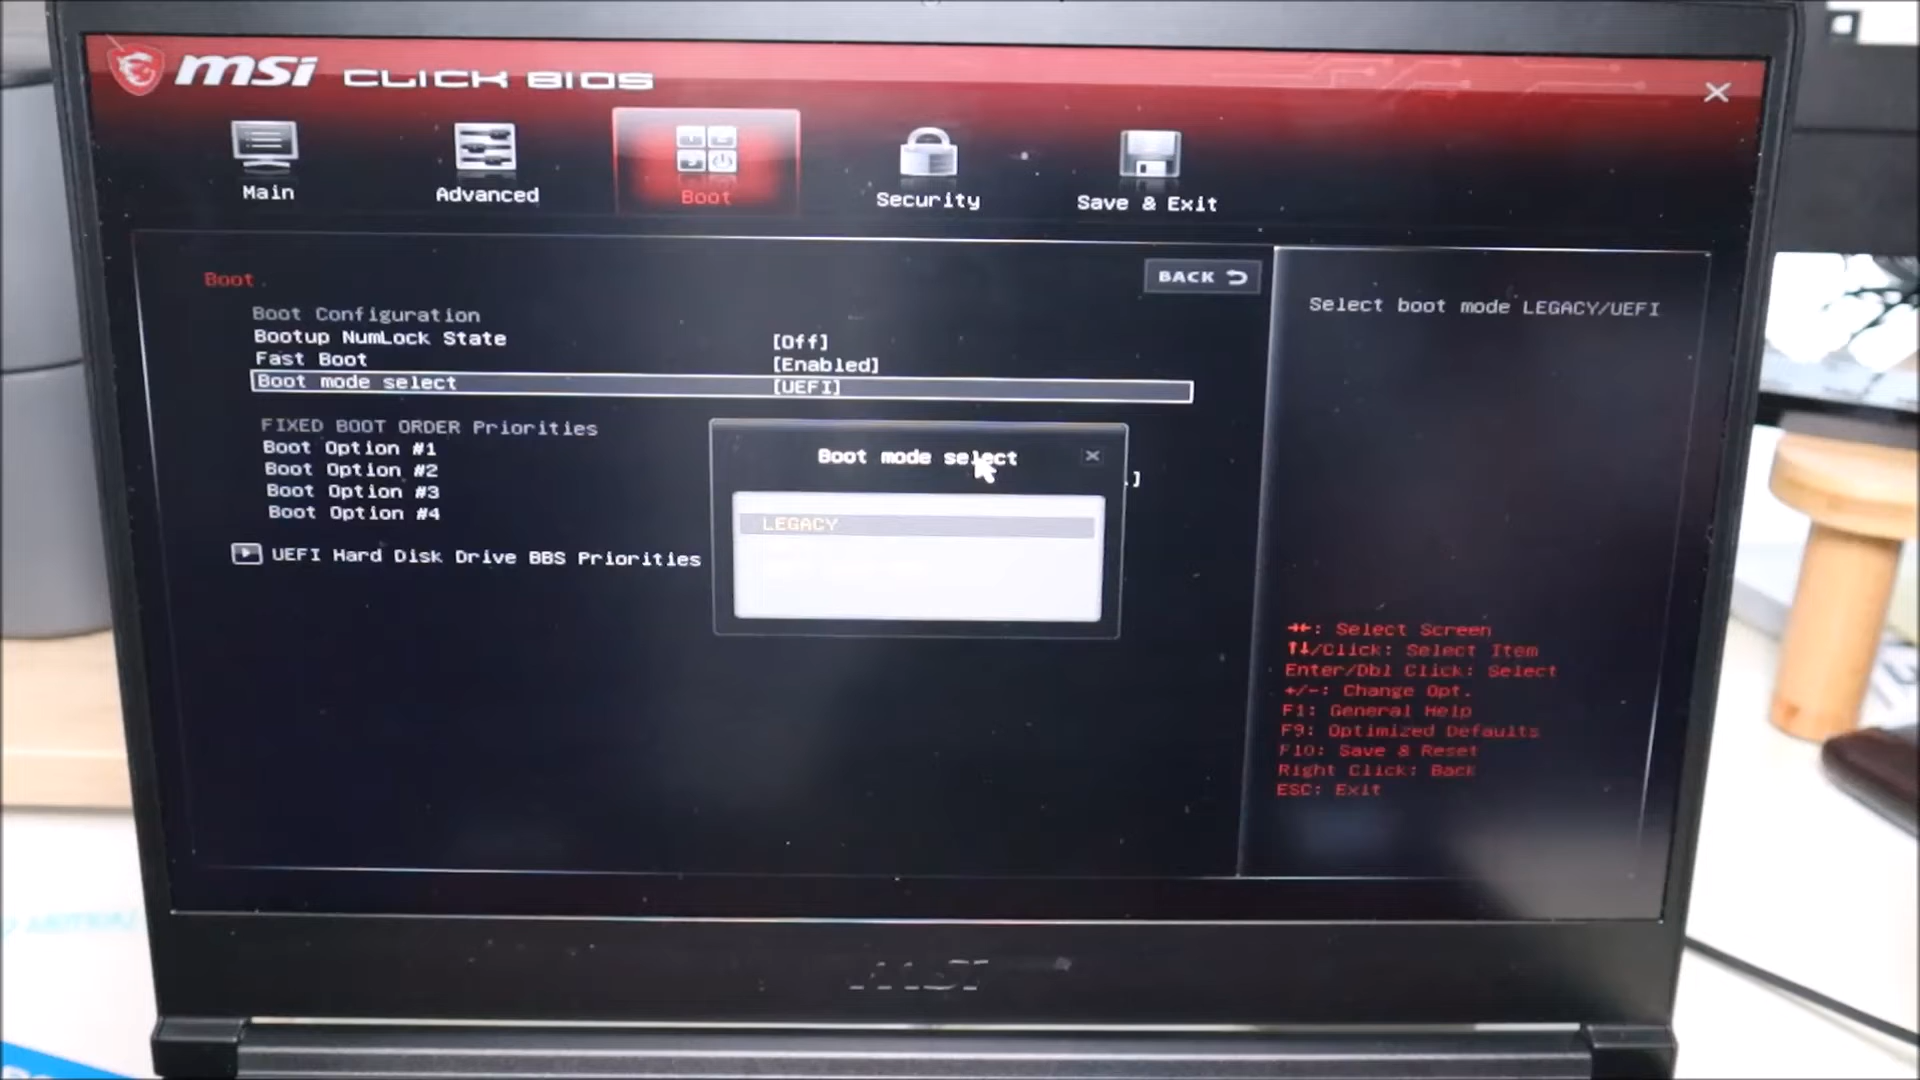 msi CLICK BIOS
Main
Advanced
Boot
Security
Save & Exit
Boot
BACK
Boot Configuration
Bootup NumLock State [Off]
Fast Boot [Enabled]
Boot mode select [UEFI]
FIXED BOOT ORDER Priorities
Boot Option #1
Boot Option #2
Boot Option #3
Boot Option #4
UEFI Hard Disk Drive BBS Priorities
Boot mode select
LEGACY
Select boot mode LEGACY/UEFI
→←: Select Screen
↑↓/Click: Select Item
Enter/Dbl Click: Select
+/-: Change Opt.
F1: General Help
F9: Optimized Defaults
F10: Save & Reset
Right Click: Back
ESC: Exit
msi